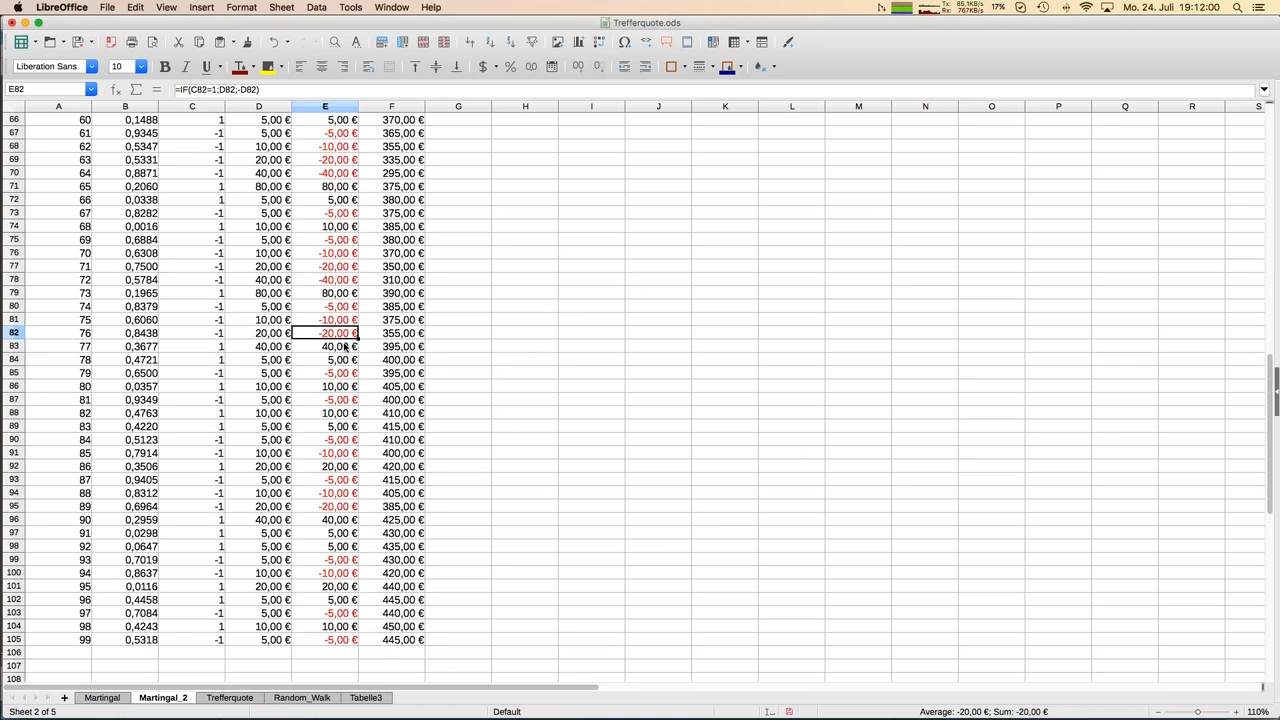 LibreOffice File Edit View Insert Format Sheet Data Tools Window Help Tx: 85,1KB/s Rx: 767KB/s 17% Mo. 24. Juli 19:12:00
Trefferquote.ods
Liberation Sans 10
E82 =IF(C82=1;D82;-D82)
A B C D E F G H I J K L M N O P Q R S
66 60 0,1488 1 5,00 € 5,00 € 370,00 €
67 61 0,9345 -1 5,00 € -5,00 € 365,00 €
68 62 0,5347 -1 10,00 € -10,00 € 355,00 €
69 63 0,5331 -1 20,00 € -20,00 € 335,00 €
70 64 0,8871 -1 40,00 € -40,00 € 295,00 €
71 65 0,2060 1 80,00 € 80,00 € 375,00 €
72 66 0,0338 1 5,00 € 5,00 € 380,00 €
73 67 0,8282 -1 5,00 € -5,00 € 375,00 €
74 68 0,0016 1 10,00 € 10,00 € 385,00 €
75 69 0,6884 -1 5,00 € -5,00 € 380,00 €
76 70 0,6308 -1 10,00 € -10,00 € 370,00 €
77 71 0,7500 -1 20,00 € -20,00 € 350,00 €
78 72 0,5784 -1 40,00 € -40,00 € 310,00 €
79 73 0,1965 1 80,00 € 80,00 € 390,00 €
80 74 0,8379 -1 5,00 € -5,00 € 385,00 €
81 75 0,6060 -1 10,00 € -10,00 € 375,00 €
82 76 0,8438 -1 20,00 € -20,00 € 355,00 €
83 77 0,3677 1 40,00 € 40,00 € 395,00 €
84 78 0,4721 1 5,00 € 5,00 € 400,00 €
85 79 0,6500 -1 5,00 € -5,00 € 395,00 €
86 80 0,0357 1 10,00 € 10,00 € 405,00 €
87 81 0,9349 -1 5,00 € -5,00 € 400,00 €
88 82 0,4763 1 10,00 € 10,00 € 410,00 €
89 83 0,4220 1 5,00 € 5,00 € 415,00 €
90 84 0,5123 -1 5,00 € -5,00 € 410,00 €
91 85 0,7914 -1 10,00 € -10,00 € 400,00 €
92 86 0,3506 1 20,00 € 20,00 € 420,00 €
93 87 0,9405 -1 5,00 € -5,00 € 415,00 €
94 88 0,8312 -1 10,00 € -10,00 € 405,00 €
95 89 0,6964 -1 20,00 € -20,00 € 385,00 €
96 90 0,2959 1 40,00 € 40,00 € 425,00 €
97 91 0,0298 1 5,00 € 5,00 € 430,00 €
98 92 0,0647 1 5,00 € 5,00 € 435,00 €
99 93 0,7019 -1 5,00 € -5,00 € 430,00 €
100 94 0,8637 -1 10,00 € -10,00 € 420,00 €
101 95 0,0116 1 20,00 € 20,00 € 440,00 €
102 96 0,4458 1 5,00 € 5,00 € 445,00 €
103 97 0,7084 -1 5,00 € -5,00 € 440,00 €
104 98 0,4243 1 10,00 € 10,00 € 450,00 €
105 99 0,5318 -1 5,00 € -5,00 € 445,00 €
106
107
108
Martingal Martingal_2 Trefferquote Random_Walk Tabelle3
Sheet 2 of 5 Default Average: -20,00 €; Sum: -20,00 € 110%